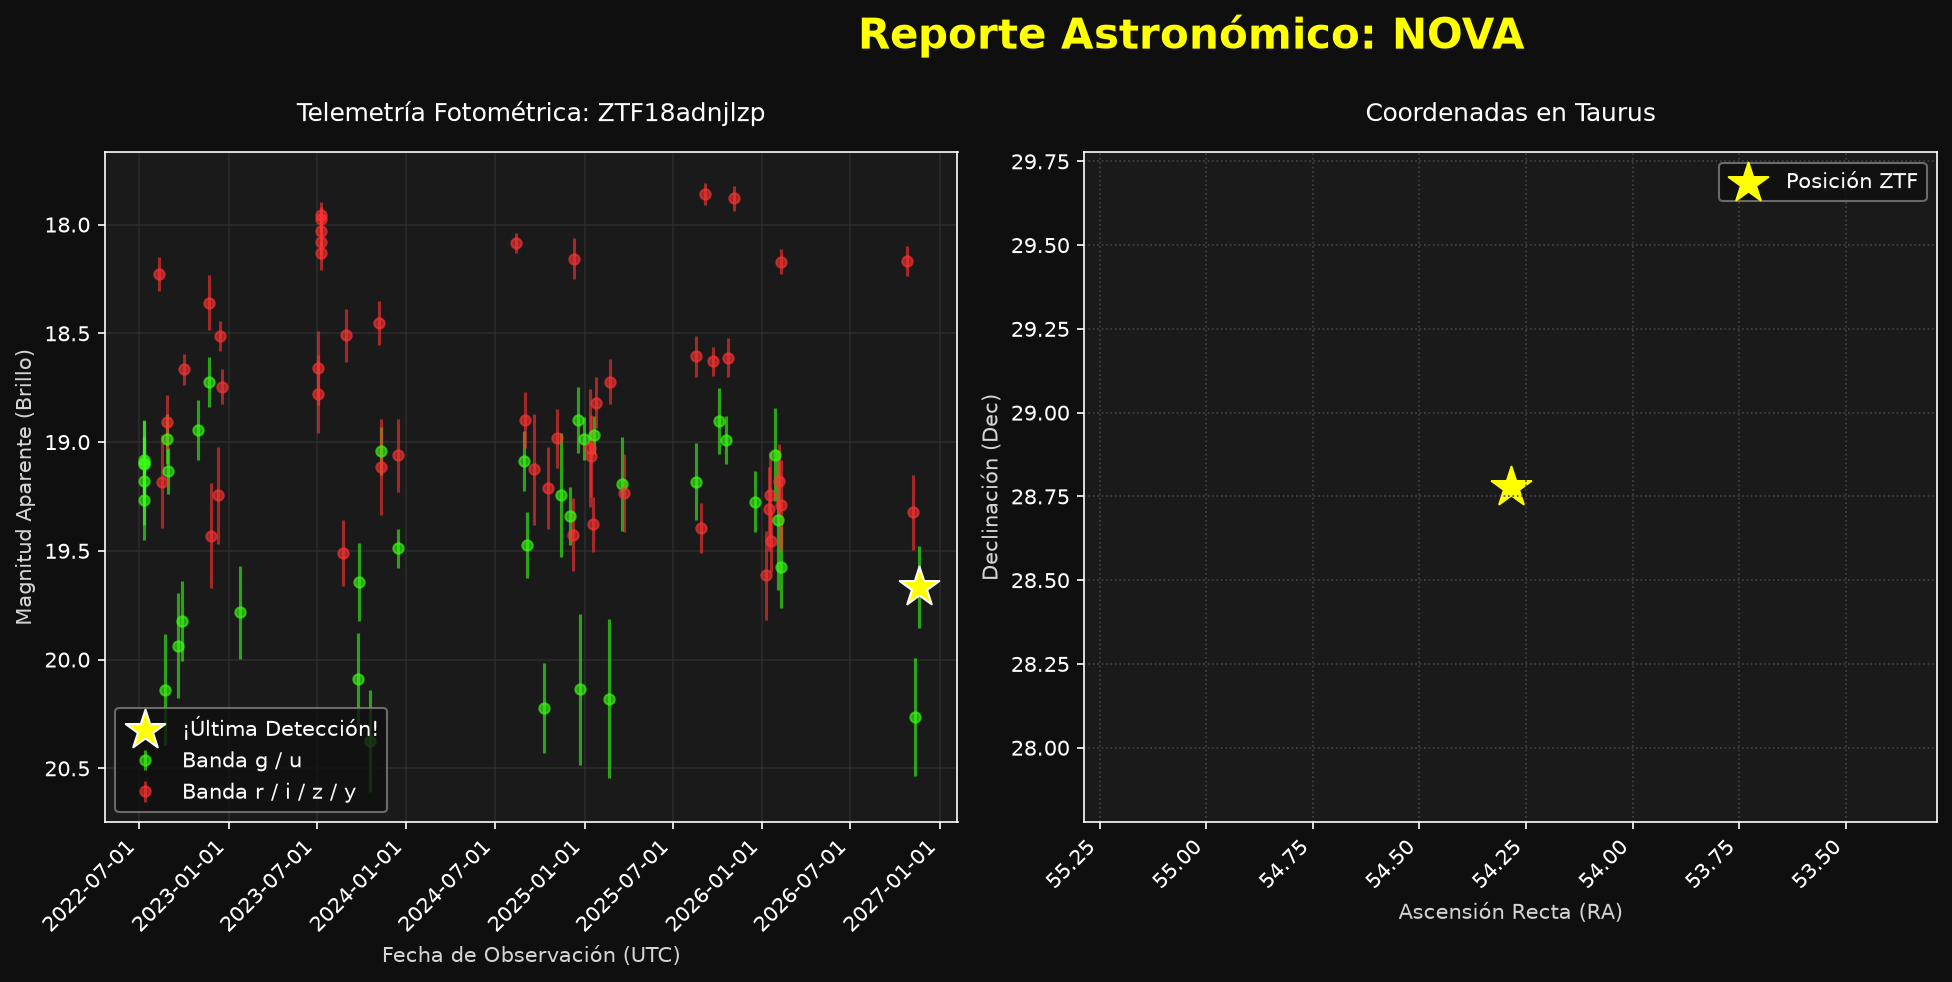 Reporte Astronómico: NOVA
Telemetría Fotométrica: ZTF18adnjlzp
Magnitud Aparente (Brillo)
18.0
18.5
19.0
19.5
20.0
20.5
¡Última Detección!
Banda g / u
Banda r / i / z / y
2022-07-01
2023-01-01
2023-07-01
2024-01-01
2024-07-01
2025-01-01
2025-07-01
2026-01-01
2026-07-01
2027-01-01
Fecha de Observación (UTC)
Coordenadas en Taurus
Posición ZTF
Declinación (Dec)
29.75
29.50
29.25
29.00
28.75
28.50
28.25
28.00
55.25
55.00
54.75
54.50
54.25
54.00
53.75
53.50
Ascensión Recta (RA)